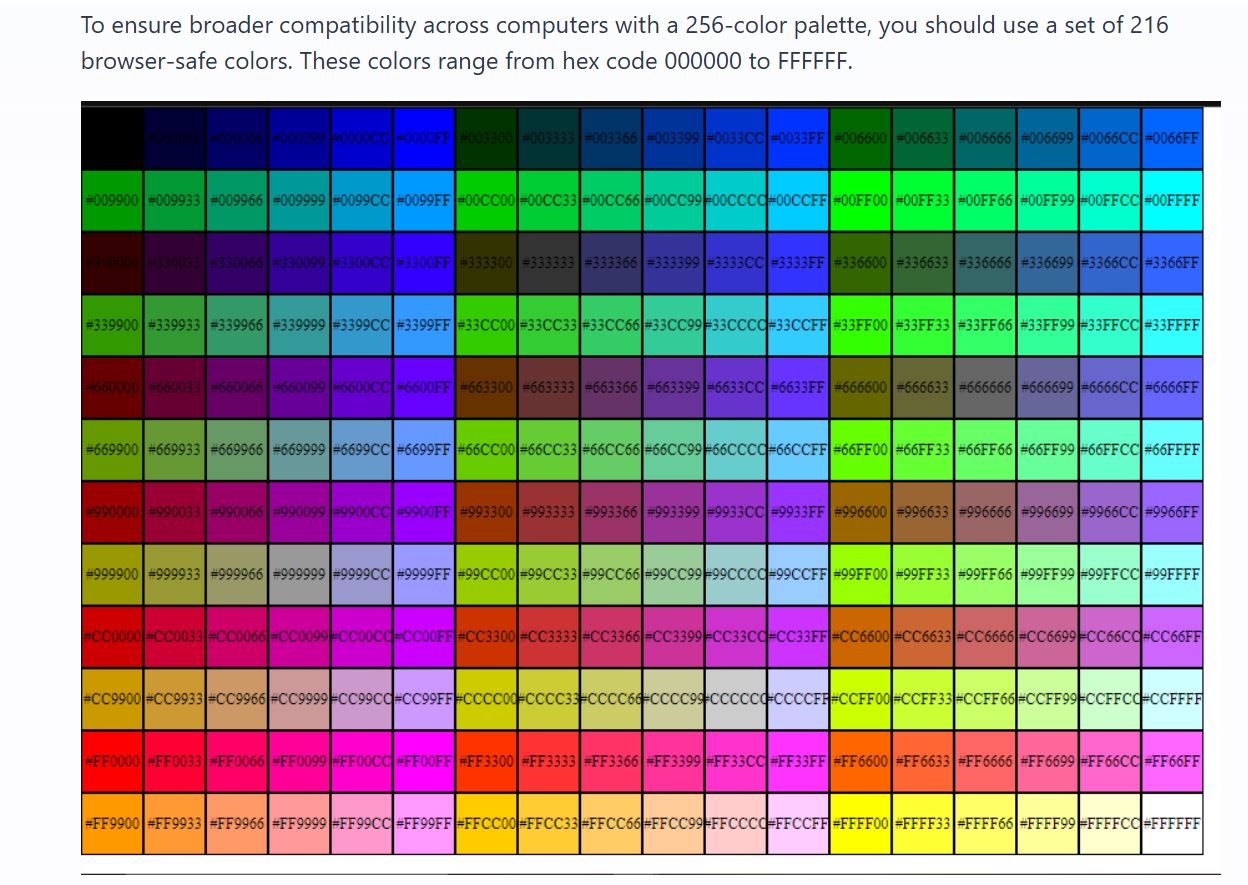 To ensure broader compatibility across computers with a 256-color palette, you should use a set of 216
browser-safe colors. These colors range from hex code 000000 to FFFFFF.
#000033 #000066 #000099 #0000CC #0000FF #003300 #003333 #003366 #003399 #0033CC #0033FF #006600 #006633 #006666 #006699 #0066CC #0066FF
#009900 #009933 #009966 #009999 #0099CC #0099FF #00CC00 #00CC33 #00CC66 #00CC99 #00CCCC #00CCFF #00FF00 #00FF33 #00FF66 #00FF99 #00FFCC #00FFFF
#330000 #330033 #330066 #330099 #3300CC #3300FF #333300 #333333 #333366 #333399 #3333CC #3333FF #336600 #336633 #336666 #336699 #3366CC #3366FF
#339900 #339933 #339966 #339999 #3399CC #3399FF #33CC00 #33CC33 #33CC66 #33CC99 #33CCCC #33CCFF #33FF00 #33FF33 #33FF66 #33FF99 #33FFCC #33FFFF
#660000 #660033 #660066 #660099 #6600CC #6600FF #663300 #663333 #663366 #663399 #6633CC #6633FF #666600 #666633 #666666 #666699 #6666CC #6666FF
#669900 #669933 #669966 #669999 #6699CC #6699FF #66CC00 #66CC33 #66CC66 #66CC99 #66CCCC #66CCFF #66FF00 #66FF33 #66FF66 #66FF99 #66FFCC #66FFFF
#990000 #990033 #990066 #990099 #9900CC #9900FF #993300 #993333 #993366 #993399 #9933CC #9933FF #996600 #996633 #996666 #996699 #9966CC #9966FF
#999900 #999933 #999966 #999999 #9999CC #9999FF #99CC00 #99CC33 #99CC66 #99CC99 #99CCCC #99CCFF #99FF00 #99FF33 #99FF66 #99FF99 #99FFCC #99FFFF
#CC0000 #CC0033 #CC0066 #CC0099 #CC00CC #CC00FF #CC3300 #CC3333 #CC3366 #CC3399 #CC33CC #CC33FF #CC6600 #CC6633 #CC6666 #CC6699 #CC66CC #CC66FF
#CC9900 #CC9933 #CC9966 #CC9999 #CC99CC #CC99FF #CCCC00 #CCCC33 #CCCC66 #CCCC99 #CCCCCC #CCCCFF #CCFF00 #CCFF33 #CCFF66 #CCFF99 #CCFFCC #CCFFFF
#FF0000 #FF0033 #FF0066 #FF0099 #FF00CC #FF00FF #FF3300 #FF3333 #FF3366 #FF3399 #FF33CC #FF33FF #FF6600 #FF6633 #FF6666 #FF6699 #FF66CC #FF66FF
#FF9900 #FF9933 #FF9966 #FF9999 #FF99CC #FF99FF #FFCC00 #FFCC33 #FFCC66 #FFCC99 #FFCCCC #FFCCFF #FFFF00 #FFFF33 #FFFF66 #FFFF99 #FFFFCC #FFFFFF